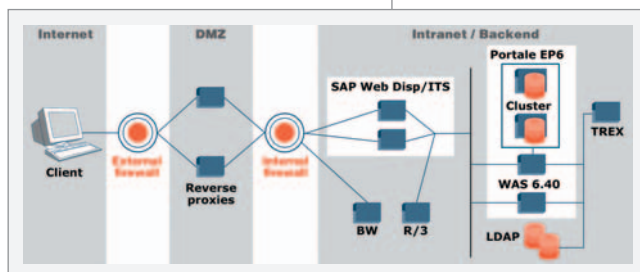 Internet
DMZ
Intranet / Backend
Portale EP6
SAP Web Disp/ITS
Cluster
TREX
Client
External
firewall
Internal
firewall
Reverse
proxies
WAS 6.40
BW
R/3
LDAP